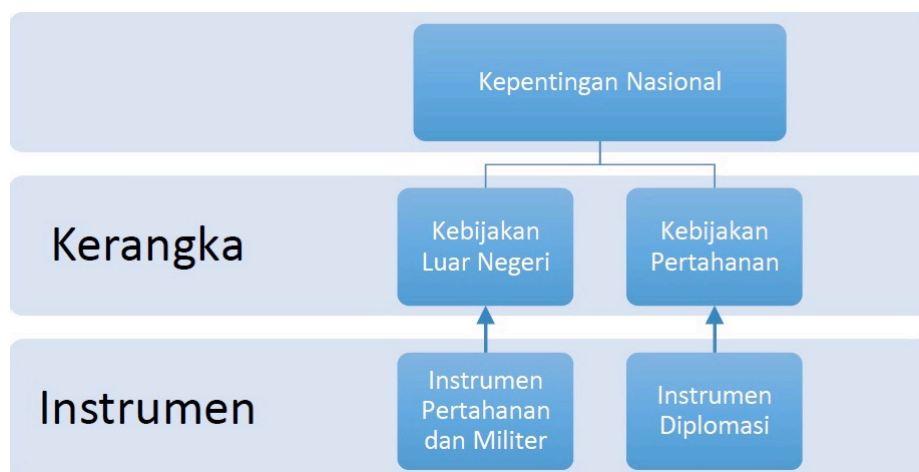 Kepentingan Nasional
Kerangka
Kebijakan
Luar Negeri
Kebijakan
Pertahanan
Instrumen
Instrumen
Pertahanan
dan Militer
Instrumen
Diplomasi